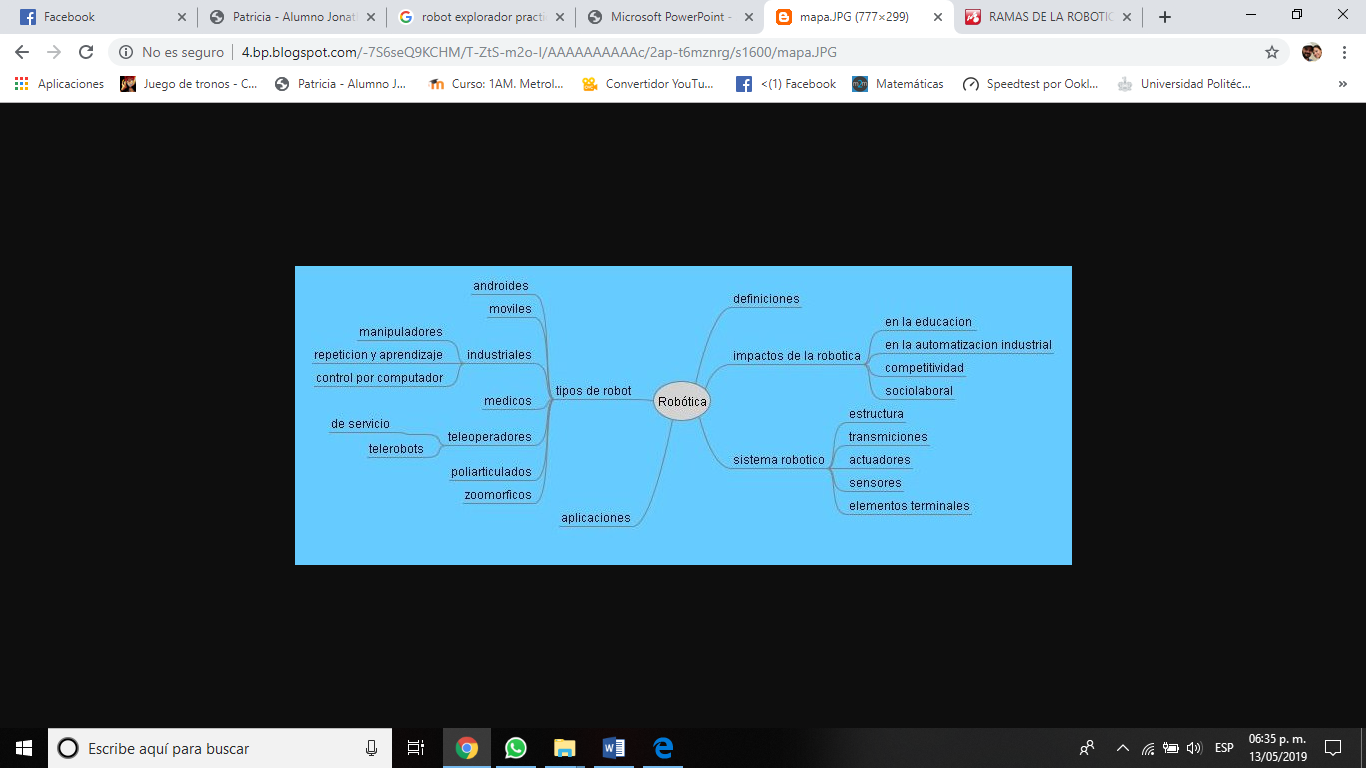 Facebook
Patricia - Alumno Jonat
robot explorador practi
Microsoft PowerPoint -
mapa.JPG (777×299)
RAMAS DE LA ROBOTIC
No es seguro
4.bp.blogspot.com/-7S6seQ9KCHM/T-ZtS-m2o-I/AAAAAAAAAAc/2ap-t6mznrg/s1600/mapa.JPG
Aplicaciones
Juego de tronos - C...
Patricia - Alumno J...
Curso: 1AM. Metrol...
Convertidor YouTu...
<(1) Facebook
Matemáticas
Speedtest por Ookl...
Universidad Politéc...
»
androides
moviles
manipuladores
repeticion y aprendizaje
industriales
control por computador
tipos de robot
medicos
de servicio
teleoperadores
telerobots
poliarticulados
zoomorficos
aplicaciones
Robótica
definiciones
impactos de la robotica
en la educacion
en la automatizacion industrial
competitividad
sociolaboral
sistema robotico
estructura
transmiciones
actuadores
sensores
elementos terminales
Escribe aquí para buscar
ESP
06:35 p. m.
13/05/2019